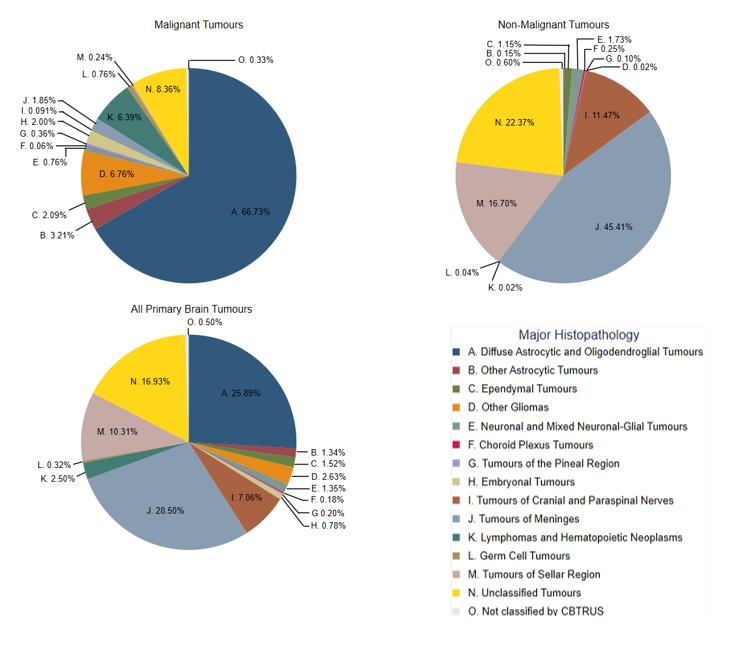 Malignant Tumours
M. 0.24%
L. 0.76%
O. 0.33%
N. 8.36%
J. 1.85%
I. 0.091%
H. 2.00%
G. 0.36%
F. 0.06%
E. 0.76%
K. 6.39%
D. 6.76%
C. 2.09%
B. 3.21%
A. 66.73%
Non-Malignant Tumours
C. 1.15%
B. 0.15%
O. 0.60%
E. 1.73%
F 0.25%
G. 0.10%
D. 0.02%
I. 11.47%
N. 22.37%
M. 16.70%
J. 45.41%
L. 0.04%
K. 0.02%
All Primary Brain Tumours
O. 0.50%
N. 16.93%
A. 25.89%
M. 10.31%
L. 0.32%
K. 2.50%
J. 28.50%
I. 7.06%
B. 1.34%
C. 1.52%
D. 2.63%
E. 1.35%
F. 0.18%
G 0.20%
H. 0.78%
Major Histopathology
A. Diffuse Astrocytic and Oligodendroglial Tumours
B. Other Astrocytic Tumours
C. Ependymal Tumours
D. Other Gliomas
E. Neuronal and Mixed Neuronal-Glial Tumours
F. Choroid Plexus Tumours
G. Tumours of the Pineal Region
H. Embryonal Tumours
I. Tumours of Cranial and Paraspinal Nerves
J. Tumours of Meninges
K. Lymphomas and Hematopoietic Neoplasms
L. Germ Cell Tumours
M. Tumours of Sellar Region
N. Unclassified Tumours
O. Not classified by CBTRUS